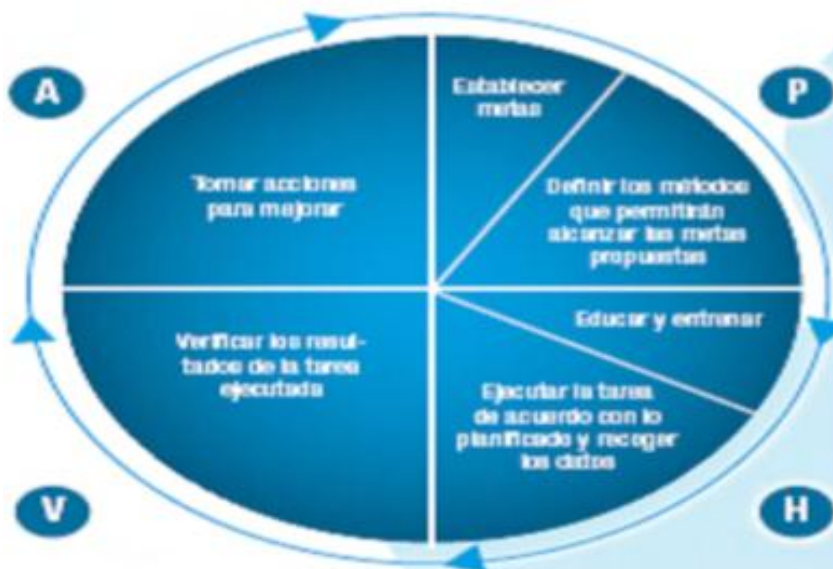 A
P
Establecer
metas
Tomar acciones
para mejorar
Definir los métodos
que permitirán
alcanzar las metas
propuestas
Educar y entrenar
Verificar los resul-
tados de la tarea
ejecutada
Ejecutar la tarea
de acuerdo con lo
planificado y recoger
los datos
V
H